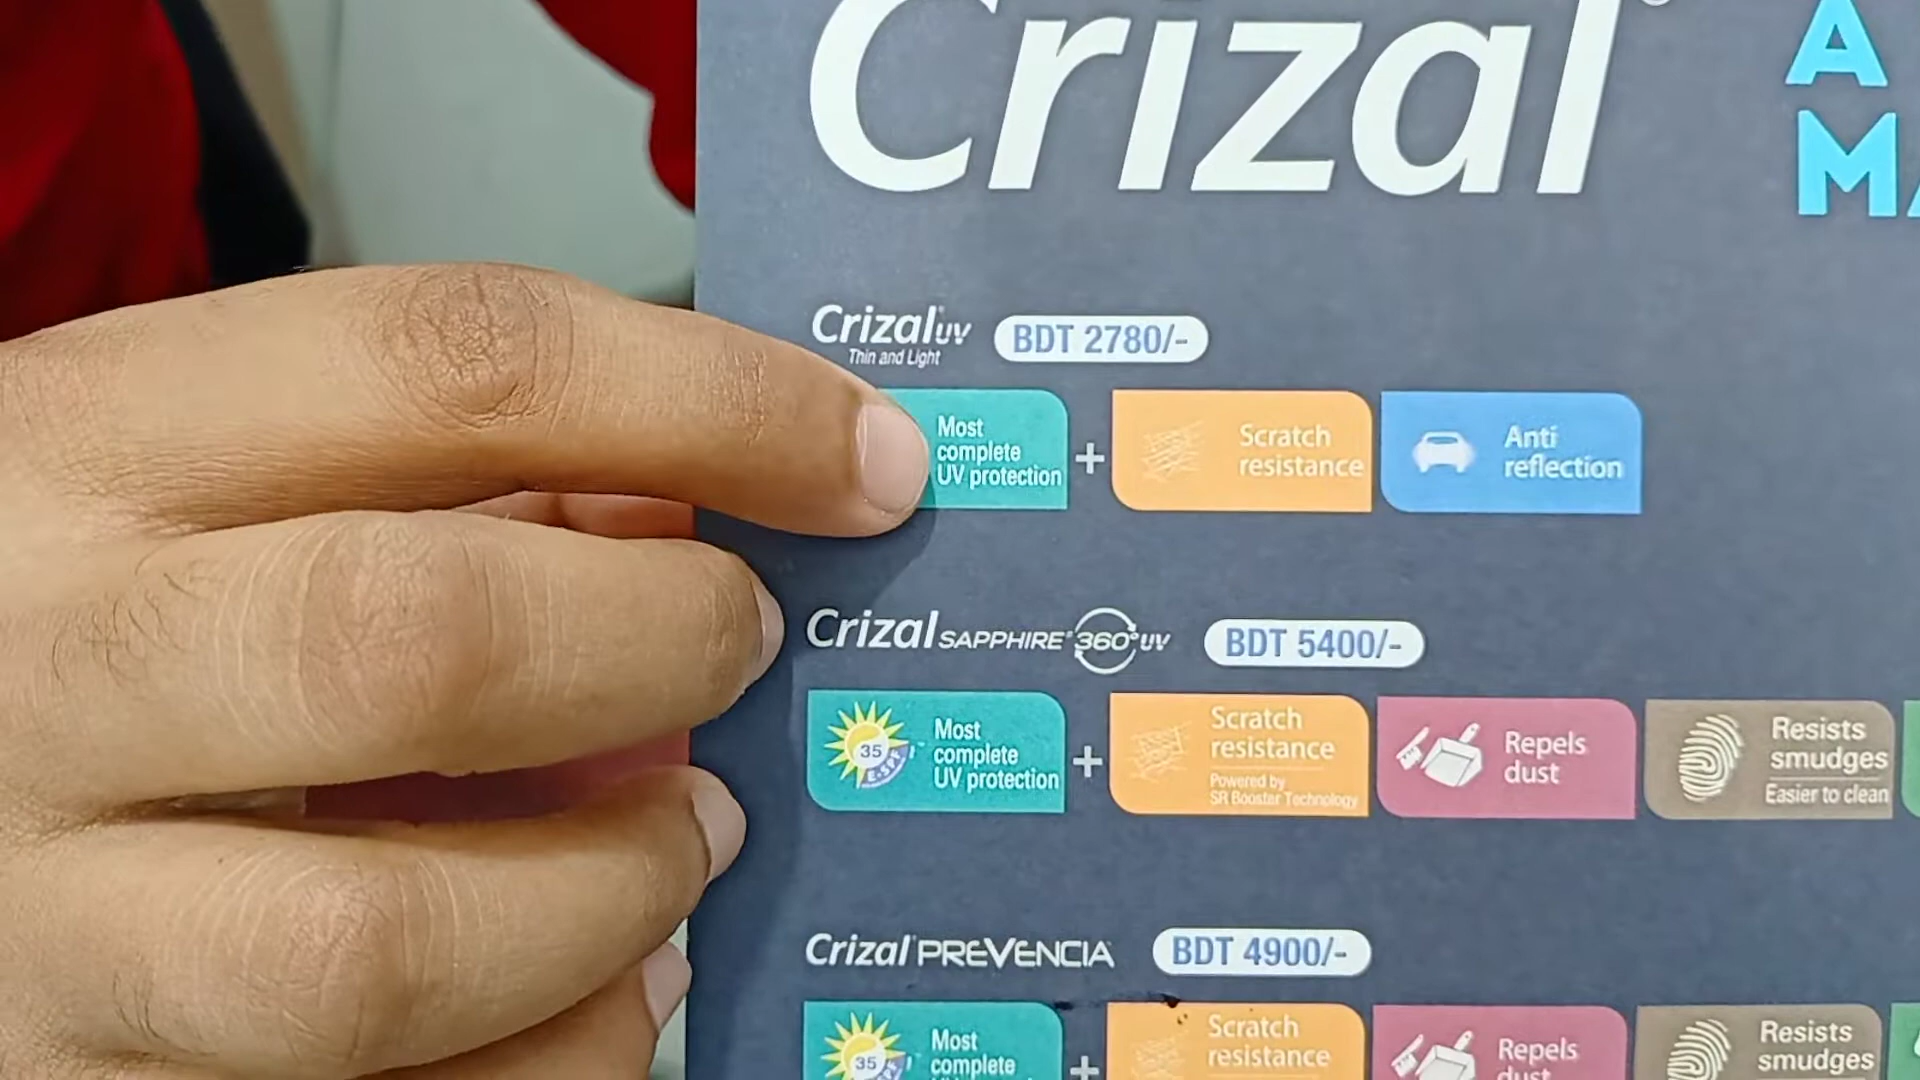 Crizal
A
M
Crizal UV
Thin and Light
BDT 2780/-
Most
complete
UV protection
+
Scratch
resistance
Anti
reflection
Crizal SAPPHIRE 360° UV
BDT 5400/-
35
E-SPF
Most
complete
UV protection
+
Scratch
resistance
Powered by
SR Booster Technology
Repels
dust
Resists
smudges
Easier to clean
Crizal PREVENCIA
BDT 4900/-
35
Most
complete
+
Scratch
resistance
Repels
dust
Resists
smudges